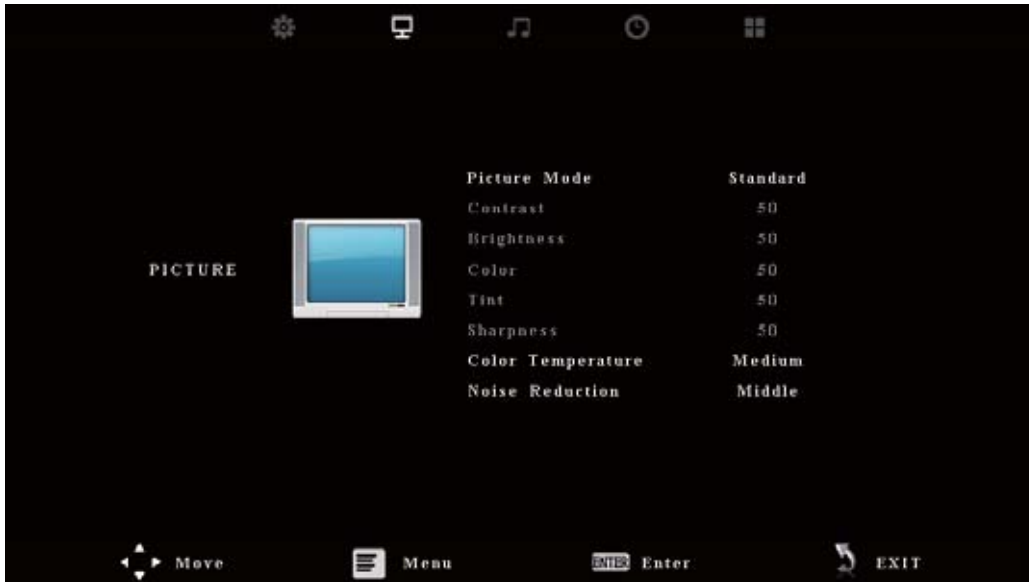 Picture Mode Standard
Contrast 50
Brightness 50
PICTURE
Color 50
Tint 50
Sharpness 50
Color Temperature Medium
Noise Reduction Middle
Move Menu ENTER Enter EXIT